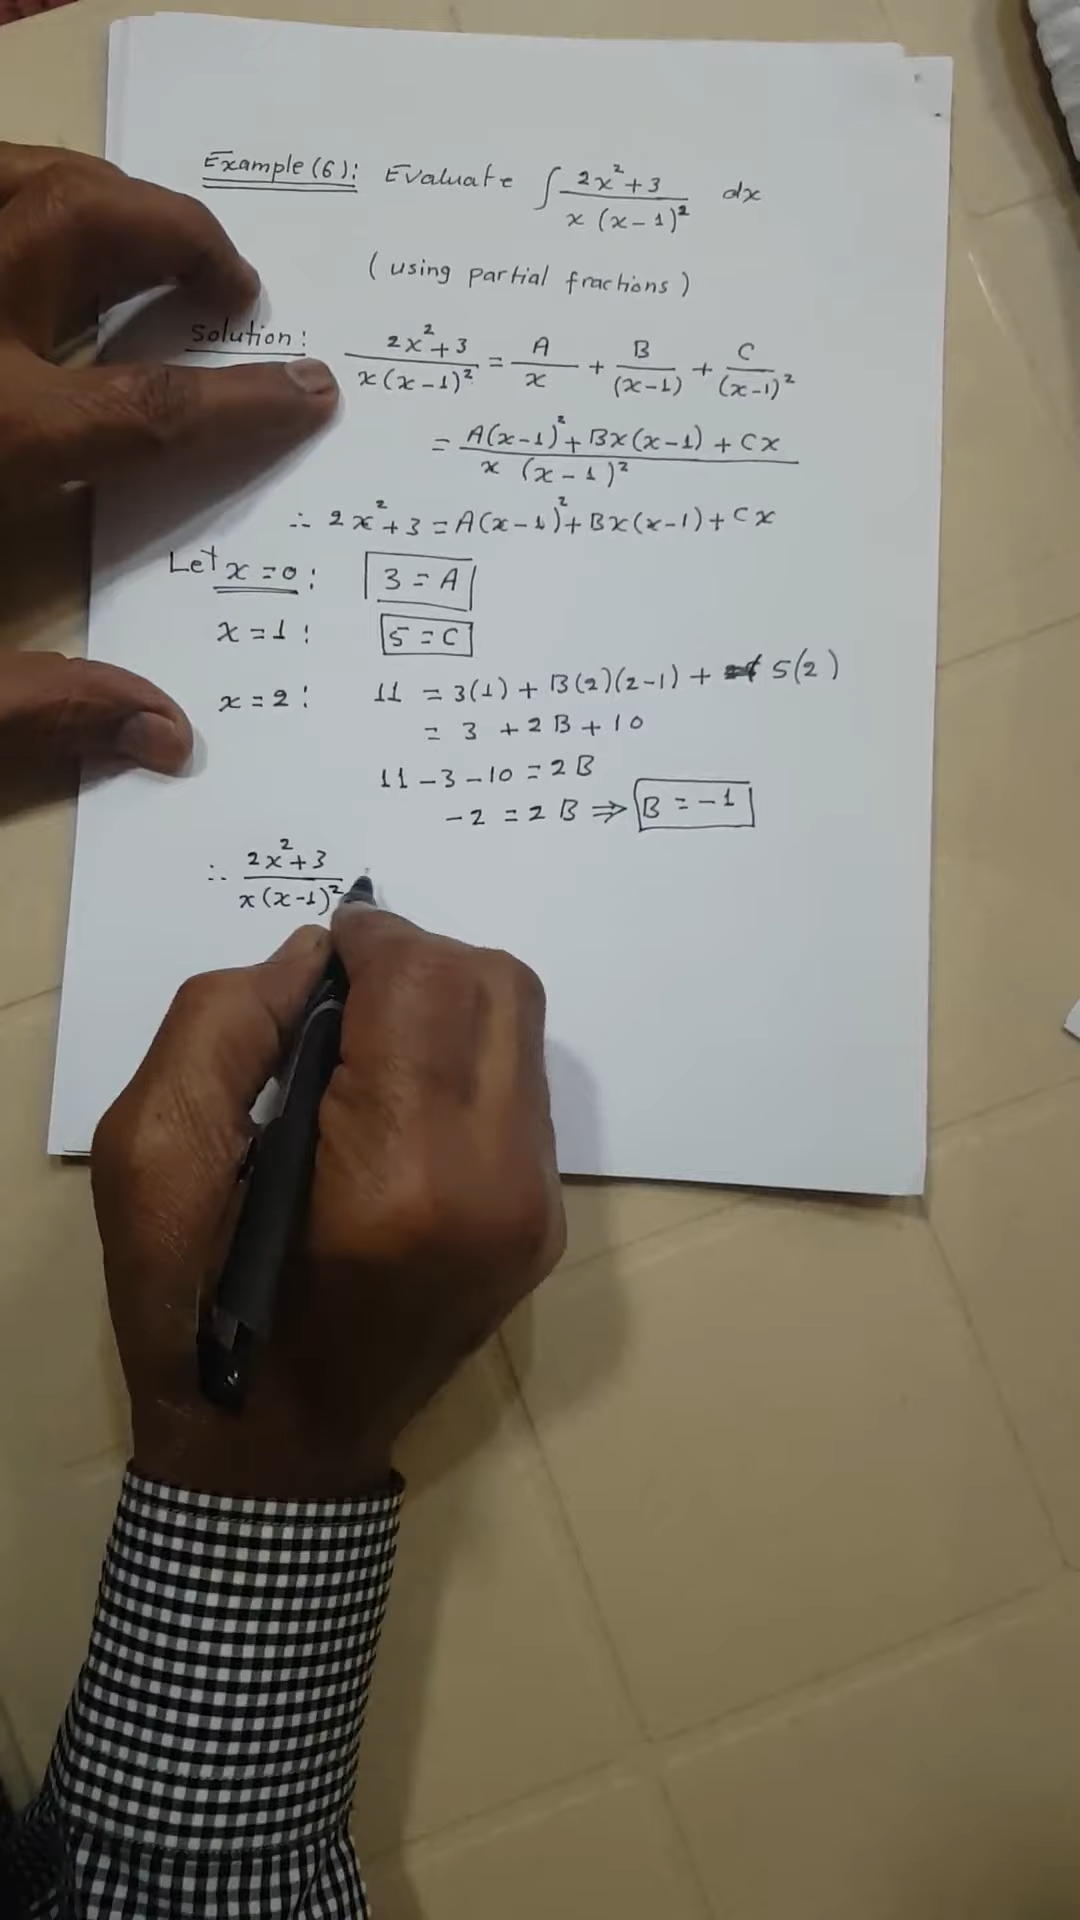 Example (6): Evaluate ∫ (2x²+3)/(x (x-1)²) dx
(using partial fractions)
Solution: (2x²+3)/(x(x-1)²) = A/x + B/(x-1) + C/(x-1)²
= (A(x-1)² + Bx(x-1) + Cx)/(x (x-1)²)
∴ 2x²+3 = A(x-1)² + Bx(x-1) + Cx
Let x=0: 3 = A
x=1: 5 = C
x=2: 11 = 3(1) + B(2)(2-1) + 5(2)
= 3 + 2B + 10
11-3-10 = 2B
-2 = 2B ⇒ B = -1
∴ (2x²+3)/(x(x-1)²)